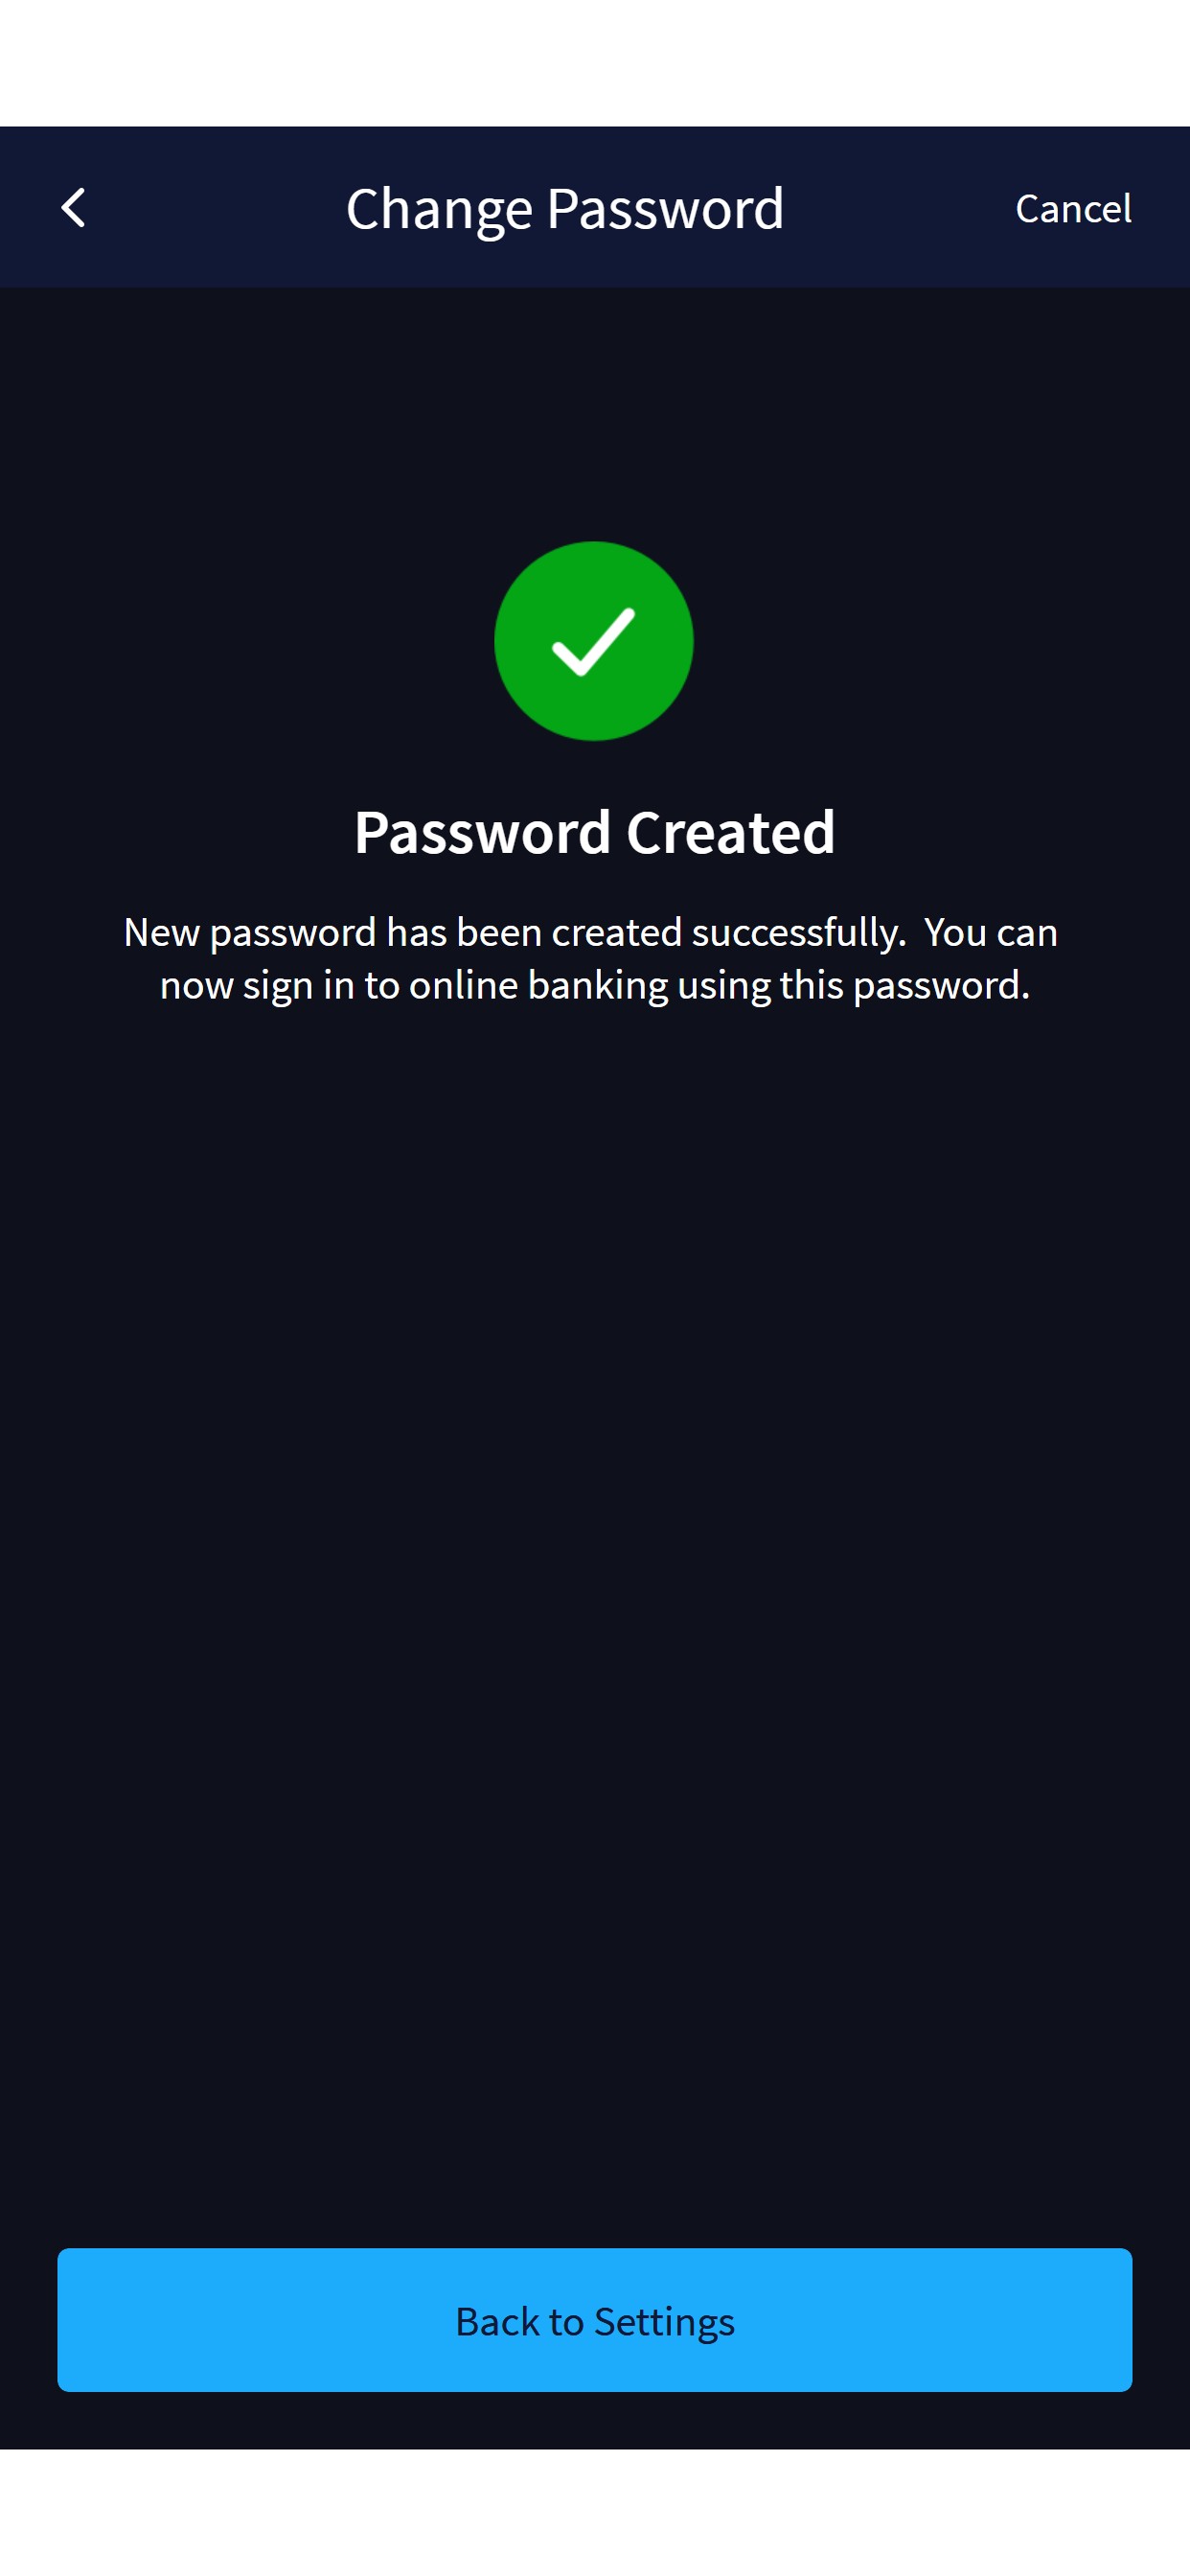 Change Password
Cancel
Password Created
New password has been created successfully.  You can
now sign in to online banking using this password.
Back to Settings